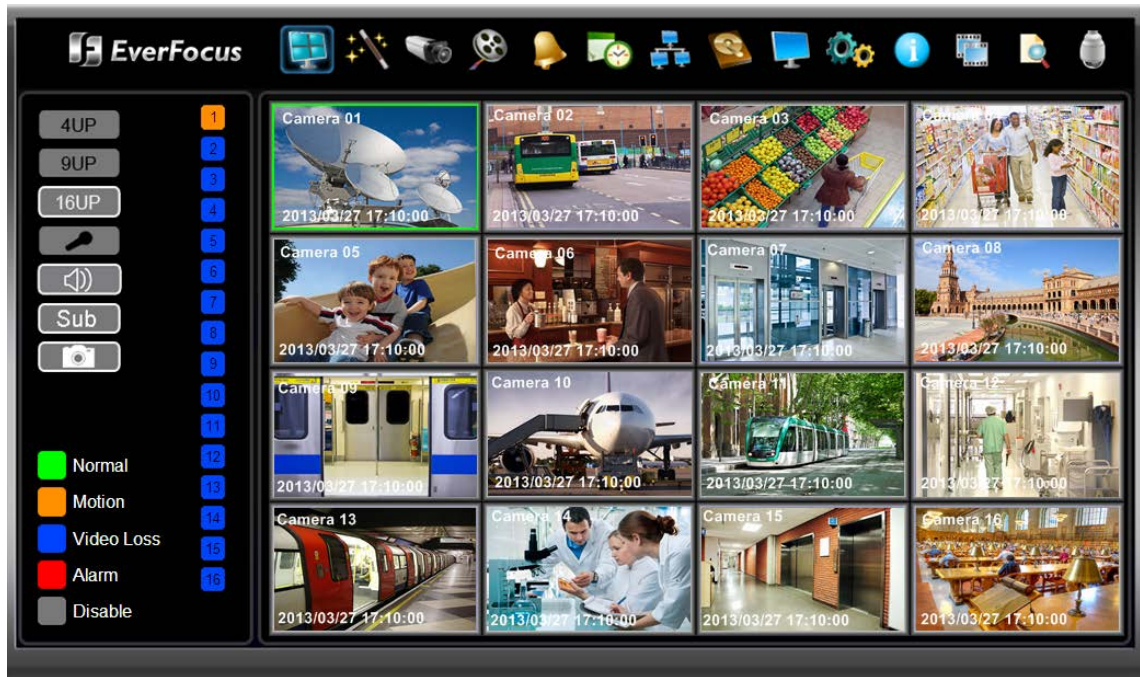 EverFocus
4UP
9UP
16UP
Sub
1
2
3
4
5
6
7
8
9
10
11
12
13
14
15
16
Normal
Motion
Video Loss
Alarm
Disable
Camera 01
2013/03/27 17:10:00
Camera 02
2013/03/27 17:10:00
Camera 03
2013/03/27 17:10:00
Camera 04
2013/03/27 17:10:00
Camera 05
2013/03/27 17:10:00
Camera 06
2013/03/27 17:10:00
Camera 07
2013/03/27 17:10:00
Camera 08
2013/03/27 17:10:00
Camera 09
2013/03/27 17:10:00
Camera 10
2013/03/27 17:10:00
Camera 11
2013/03/27 17:10:00
Camera 12
2013/03/27 17:10:00
Camera 13
2013/03/27 17:10:00
Camera 14
2013/03/27 17:10:00
Camera 15
2013/03/27 17:10:00
Camera 16
2013/03/27 17:10:00